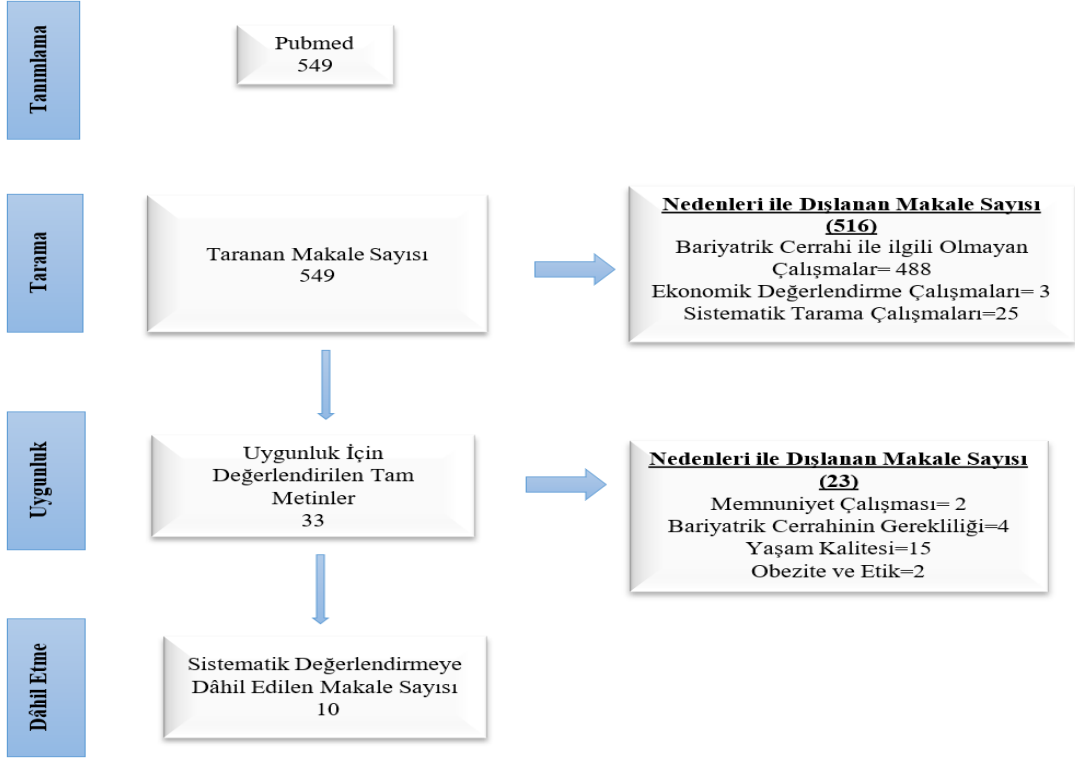 Tanımlama
Pubmed
549
Tarama
Taranan Makale Sayısı
549
Nedenleri ile Dışlanan Makale Sayısı
(516)
Bariyatrik Cerrahi ile ilgili Olmayan
Çalışmalar= 488
Ekonomik Değerlendirme Çalışmaları= 3
Sistematik Tarama Çalışmaları=25
Uygunluk
Uygunluk İçin
Değerlendirilen Tam
Metinler
33
Nedenleri ile Dışlanan Makale Sayısı
(23)
Memnuniyet Çalışması= 2
Bariyatrik Cerrahinin Gerekliliği=4
Yaşam Kalitesi=15
Obezite ve Etik=2
Dâhil Etme
Sistematik Değerlendirmeye
Dâhil Edilen Makale Sayısı
10